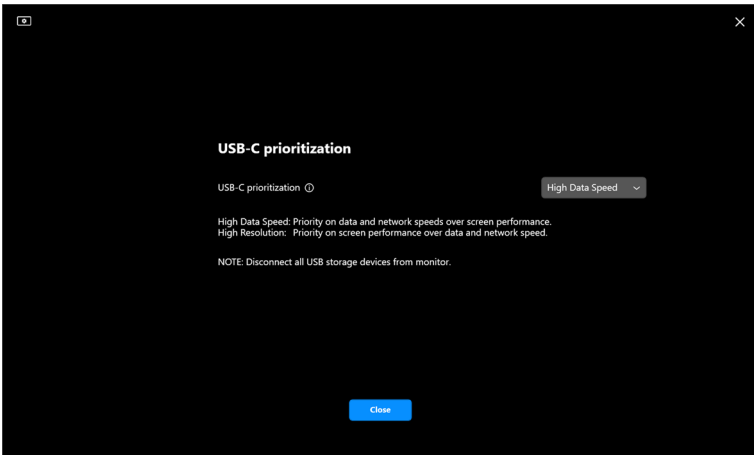 USB-C prioritization
USB-C prioritization
High Data Speed
High Data Speed: Priority on data and network speeds over screen performance.
High Resolution: Priority on screen performance over data and network speed.
NOTE: Disconnect all USB storage devices from monitor.
Close